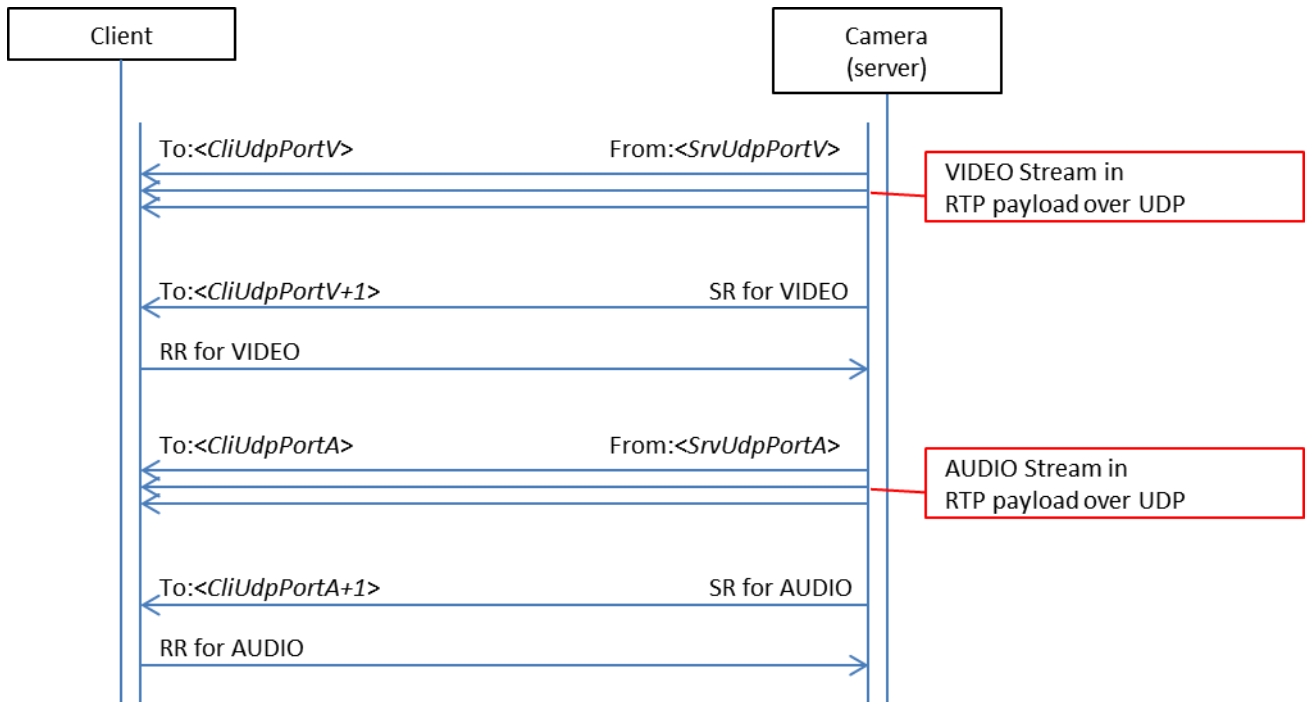 Client
Camera
(server)
To:<CliUdpPortV> From:<SrvUdpPortV>
VIDEO Stream in
RTP payload over UDP
To:<CliUdpPortV+1> SR for VIDEO
RR for VIDEO
To:<CliUdpPortA> From:<SrvUdpPortA>
AUDIO Stream in
RTP payload over UDP
To:<CliUdpPortA+1> SR for AUDIO
RR for AUDIO